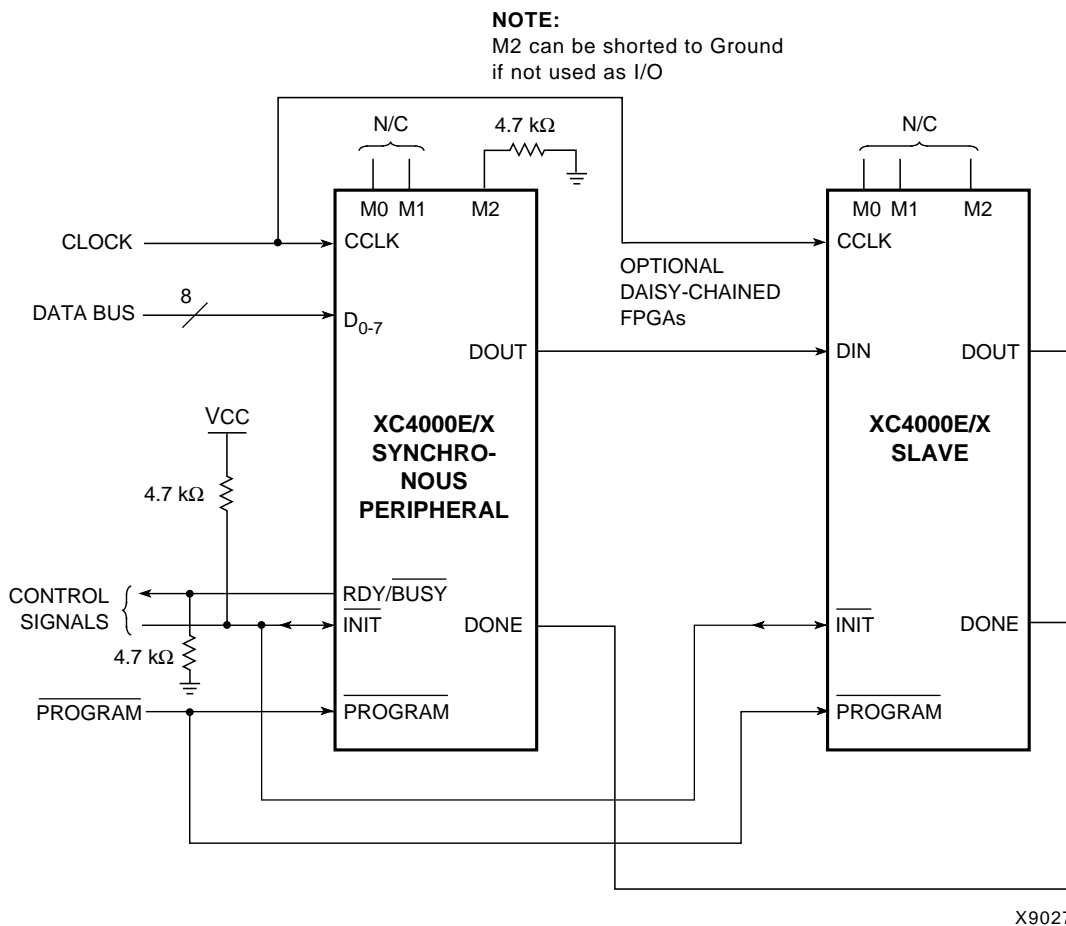 NOTE:
M2 can be shorted to Ground
if not used as I/O
N/C
4.7 kΩ
N/C
M0 M1 M2
M0 M1 M2
CLOCK
CCLK
CCLK
OPTIONAL
DAISY-CHAINED
FPGAs
DATA BUS
8
D0-7
DOUT
DIN
DOUT
VCC
4.7 kΩ
XC4000E/X
SYNCHRO-
NOUS
PERIPHERAL
XC4000E/X
SLAVE
CONTROL
SIGNALS
RDY/BUSY
INIT
DONE
INIT
DONE
4.7 kΩ
PROGRAM
PROGRAM
PROGRAM
X9027